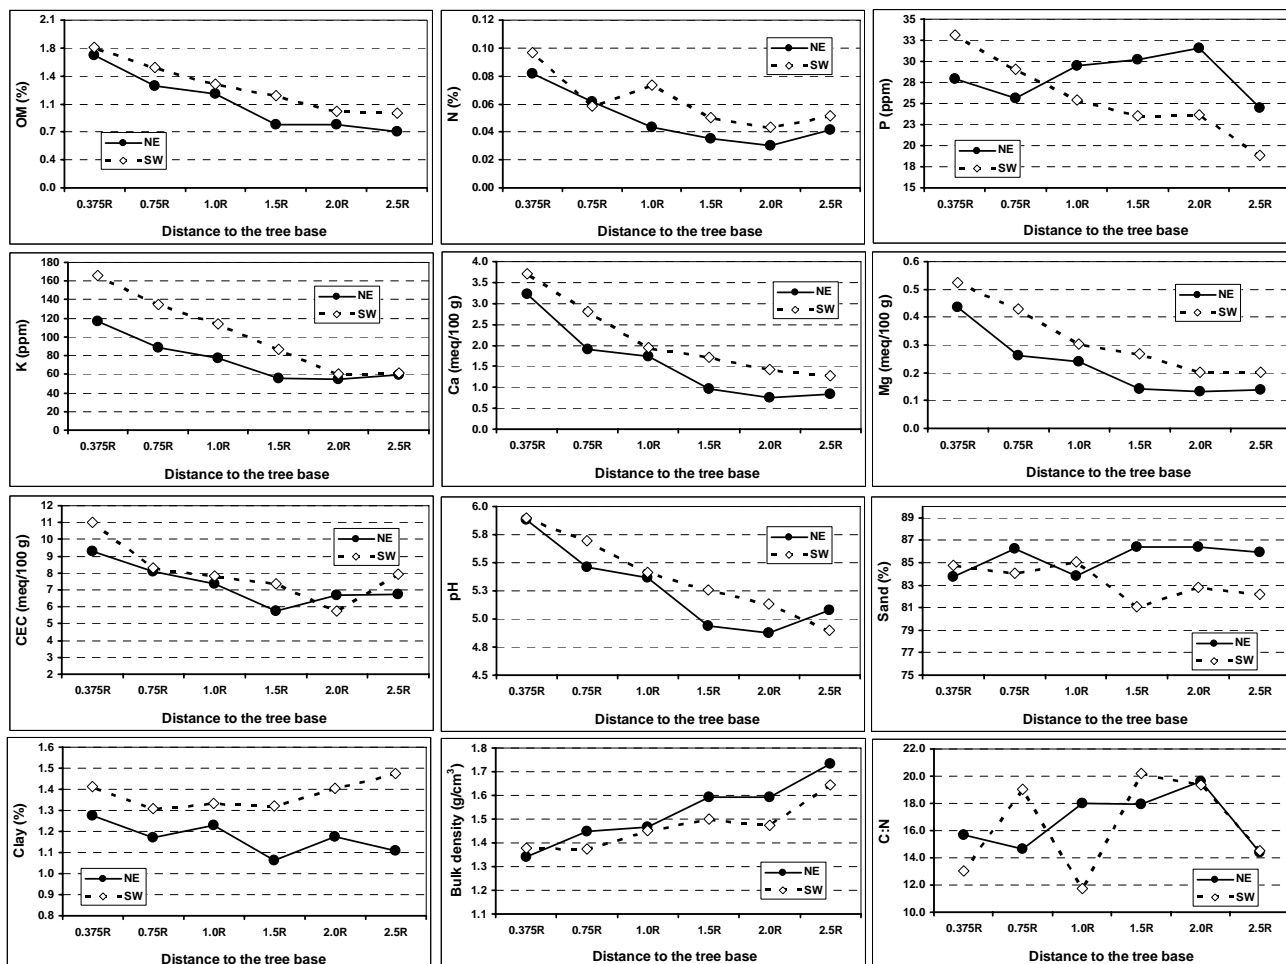 OM (%)
2.1
1.8
1.4
1.1
0.7
0.4
0.0
NE
SW
0.375R 0.75R 1.0R 1.5R 2.0R 2.5R
Distance to the tree base
N (%)
0.12
0.10
0.08
0.06
0.04
0.02
0.00
NE
SW
0.375R 0.75R 1.0R 1.5R 2.0R 2.5R
Distance to the tree base
P (ppm)
35
33
30
28
25
23
20
18
15
NE
SW
0.375R 0.75R 1.0R 1.5R 2.0R 2.5R
Distance to the tree base
K (ppm)
180
160
140
120
100
80
60
40
20
0
NE
SW
0.375R 0.75R 1.0R 1.5R 2.0R 2.5R
Distance to the tree base
Ca (meq/100 g)
4.0
3.5
3.0
2.5
2.0
1.5
1.0
0.5
0.0
NE
SW
0.375R 0.75R 1.0R 1.5R 2.0R 2.5R
Distance to the tree base
Mg (meq/100 g)
0.6
0.5
0.4
0.3
0.2
0.1
0.0
NE
SW
0.375R 0.75R 1.0R 1.5R 2.0R 2.5R
Distance to the tree base
CEC (meq/100 g)
12
11
10
9
8
7
6
5
4
3
2
NE
SW
0.375R 0.75R 1.0R 1.5R 2.0R 2.5R
Distance to the tree base
pH
6.0
5.8
5.5
5.3
5.0
4.8
4.5
NE
SW
0.375R 0.75R 1.0R 1.5R 2.0R 2.5R
Distance to the tree base
Sand (%)
89
87
85
83
81
79
77
75
NE
SW
0.375R 0.75R 1.0R 1.5R 2.0R 2.5R
Distance to the tree base
Clay (%)
1.6
1.5
1.4
1.3
1.2
1.1
1.0
0.9
0.8
NE
SW
0.375R 0.75R 1.0R 1.5R 2.0R 2.5R
Distance to the tree base
Bulk density (g/cm³)
1.8
1.7
1.6
1.5
1.4
1.3
1.2
1.1
NE
SW
0.375R 0.75R 1.0R 1.5R 2.0R 2.5R
Distance to the tree base
C:N
22.0
20.0
18.0
16.0
14.0
12.0
10.0
NE
SW
0.375R 0.75R 1.0R 1.5R 2.0R 2.5R
Distance to the tree base